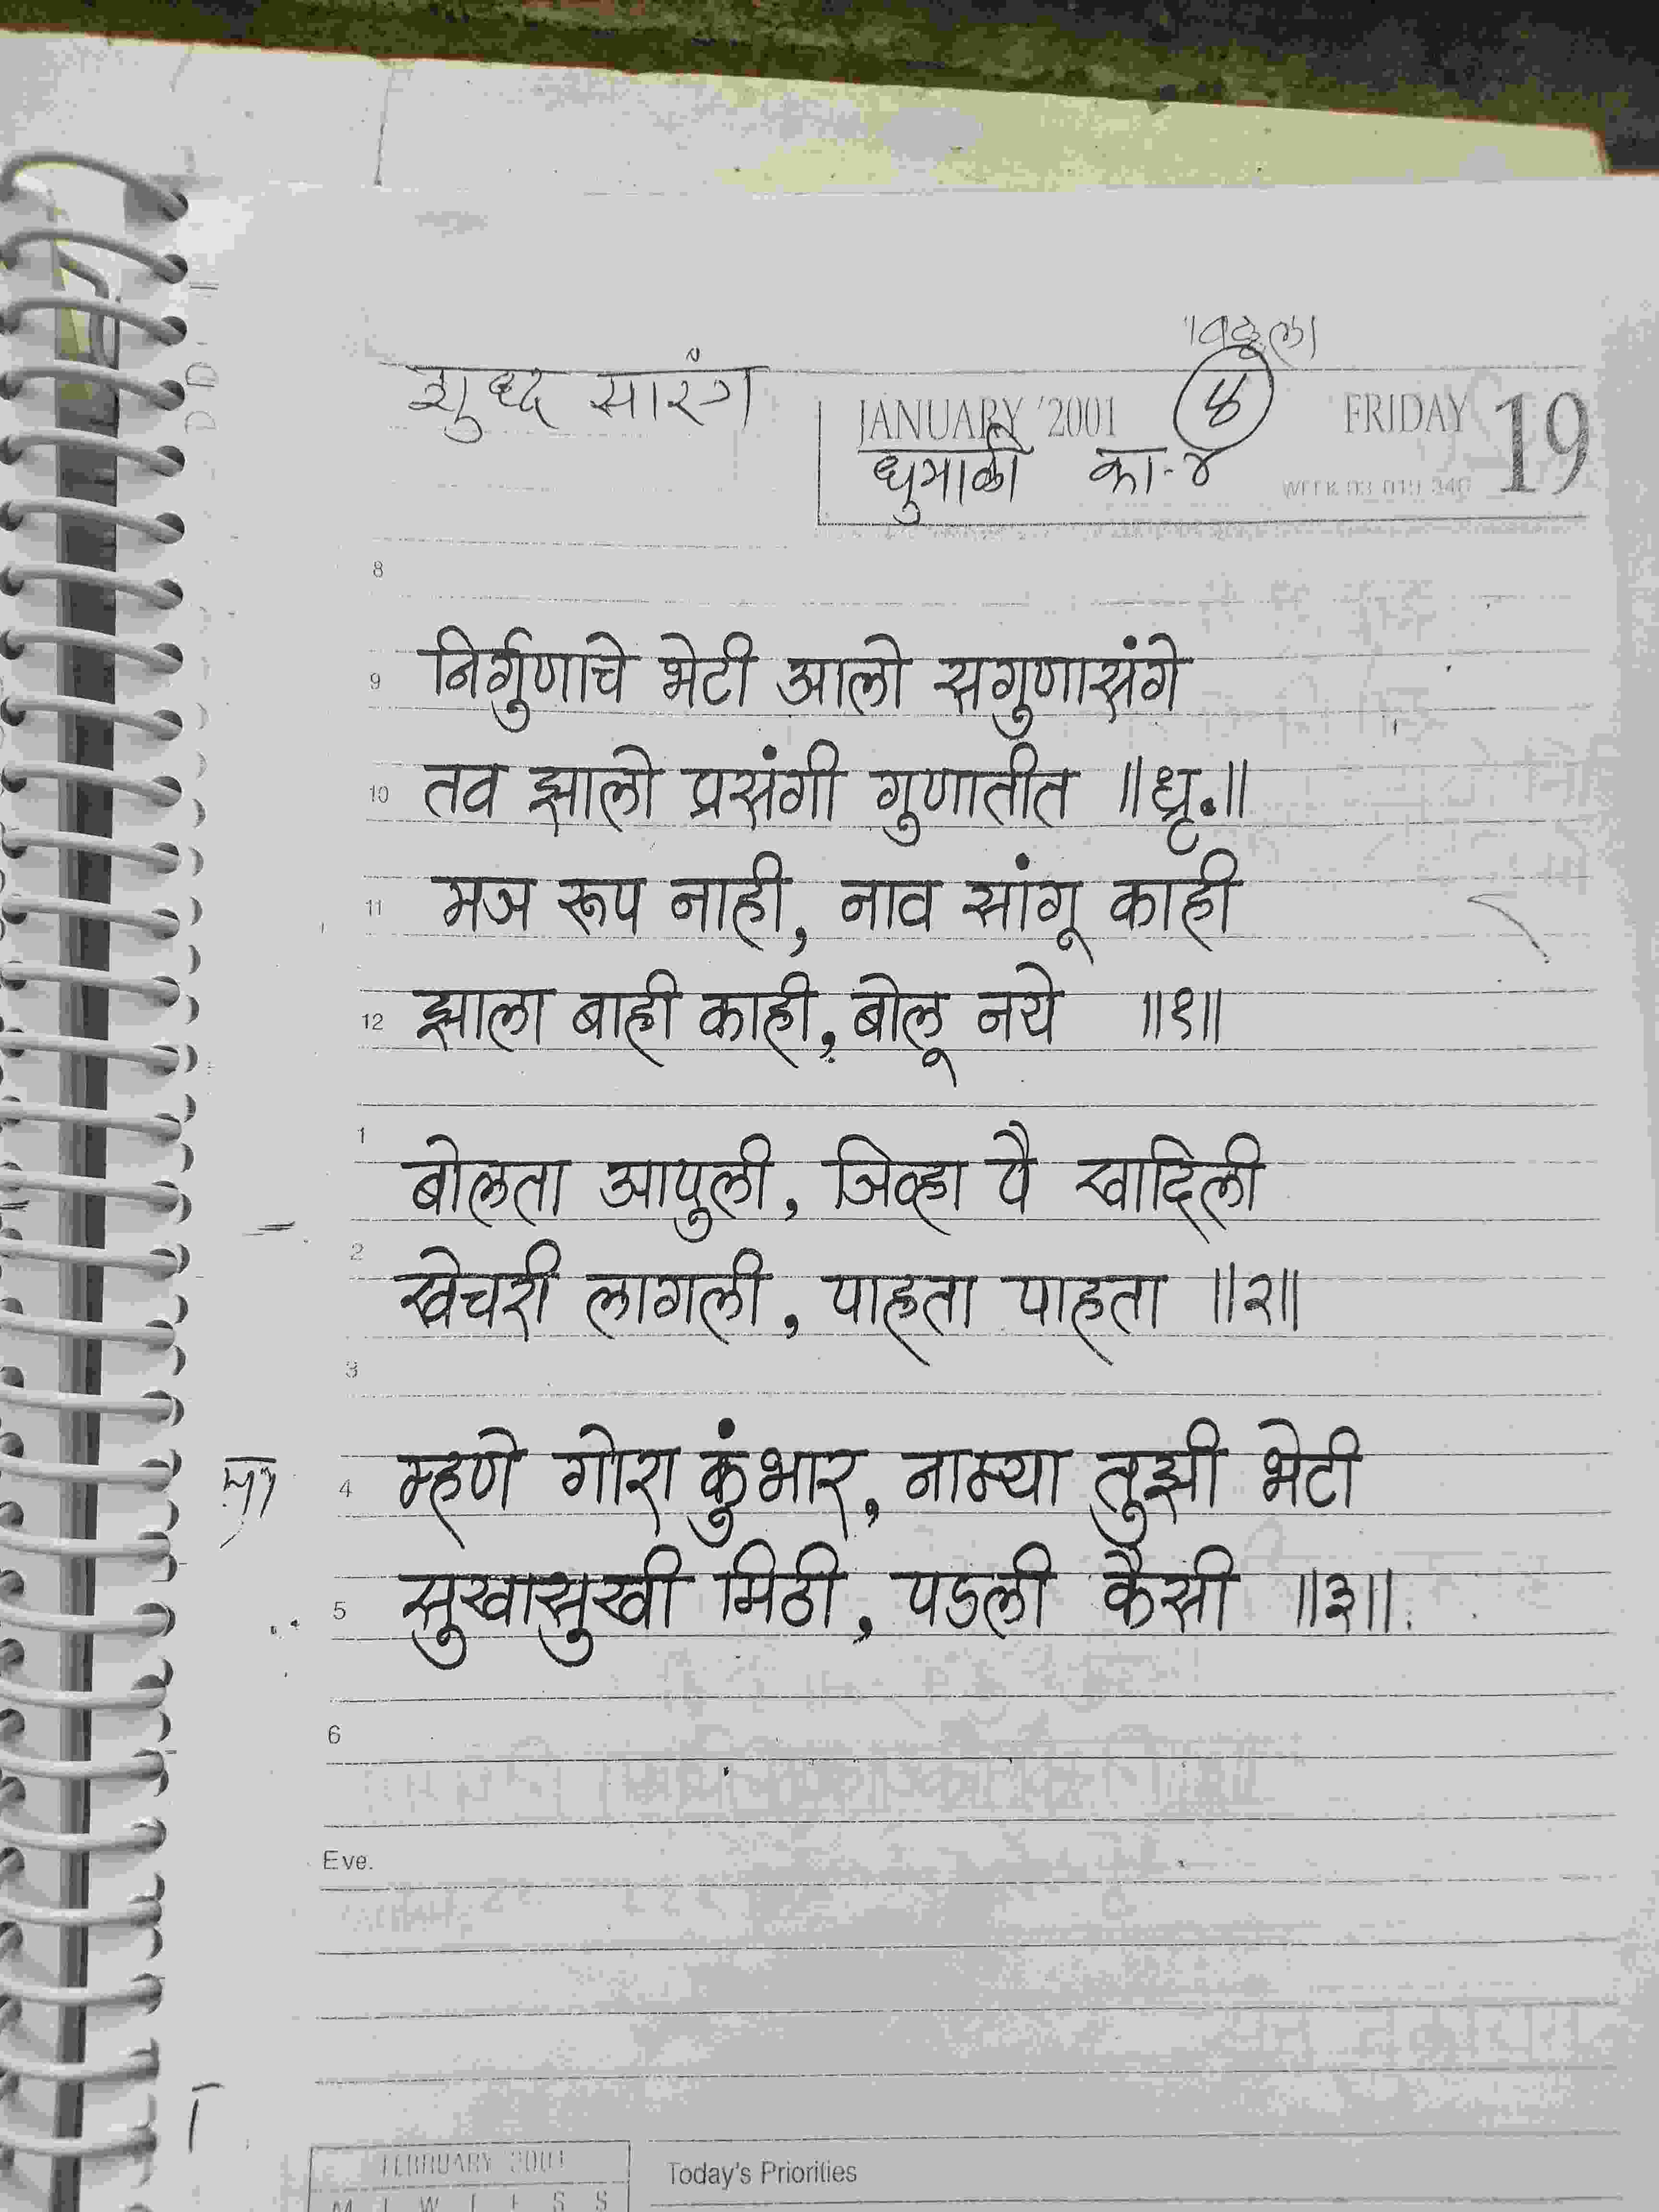 विठ्ठला
शुध्द सारंग
JANUARY '2001 ४ FRIDAY 19
धुमाळी का-४
WEEK 03 019 346
8
9 निर्गुणाचे भेटी आलो सगुणासंगे
10 तव झालो प्रसंगी गुणातीत ॥धृ.॥
11 मज रूप नाही, नाव सांगू काही
12 झाला बाही काही, बोलू नये ॥१॥
1 बोलता आपुली, जिव्हा पै खादिली
2 खेचरी लागली, पाहता पाहता ॥२॥
3
4 म्हणे गोरा कुंभार, नाम्या तुझी भेटी
5 सुखासुखी मिठी, पडली कैसी ॥३॥
6
Eve.
FEBRUARY 2001
M T W T F S S
Today's Priorities